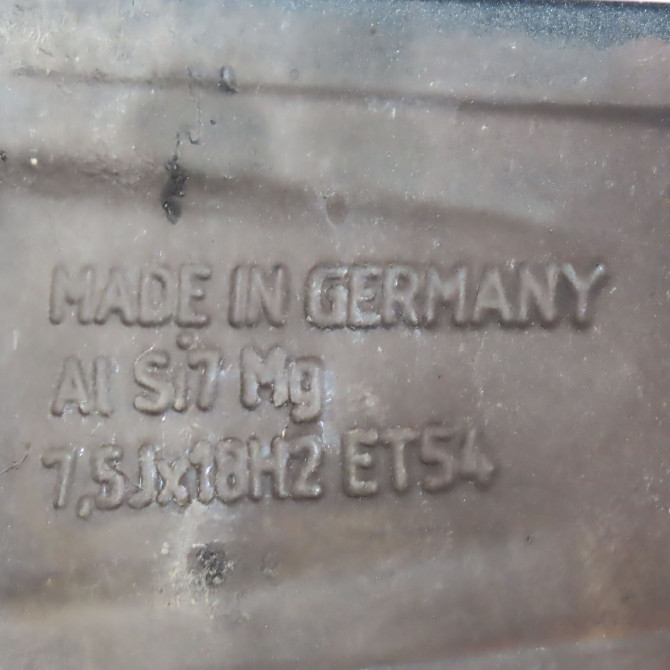 MADE IN GERMANY
Al Si7 Mg
7,5Jx18H2 ET54